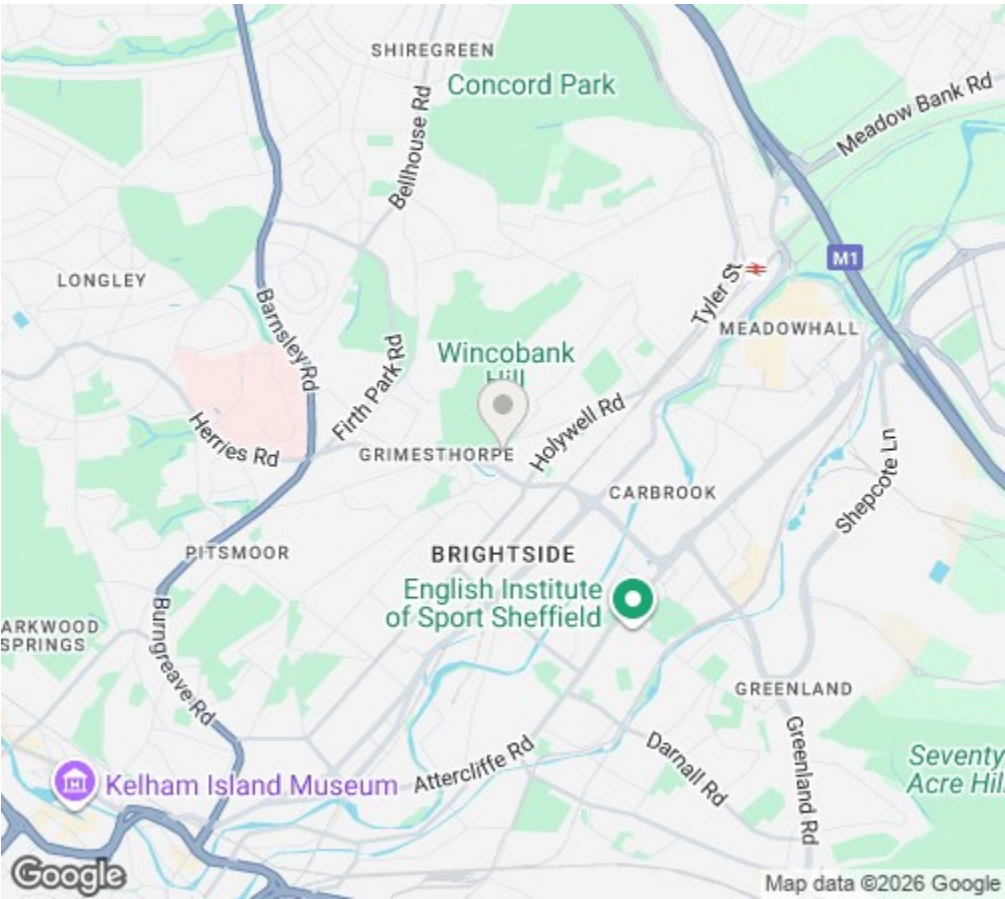 SHIREGREEN
Concord Park
Meadow Bank Rd
Bellhouse Rd
M1
LONGLEY
Tyler St
Barnsley Rd
MEADOWHALL
Wincobank
Hill
Firth Park Rd
Herries Rd
Holywell Rd
GRIMESTHORPE
Shepcote Ln
CARBROOK
PITSMOOR
BRIGHTSIDE
English Institute
of Sport Sheffield
ARKWOOD
SPRINGS
Burngreave Rd
GREENLAND
Greenland Rd
Darnall Rd
Seventy
Acre Hil
Attercliffe Rd
Kelham Island Museum
Google
Map data ©2026 Google